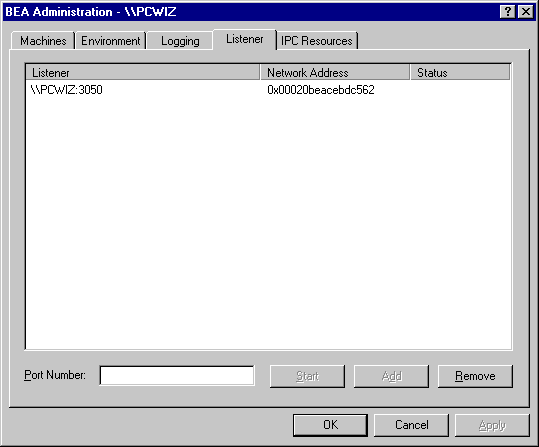 BEA Administration - \\PCWIZ
Machines Environment Logging Listener IPC Resources
Listener Network Address Status
\\PCWIZ:3050 0x00020beacebdc562
Port Number: Start Add Remove
OK Cancel Apply